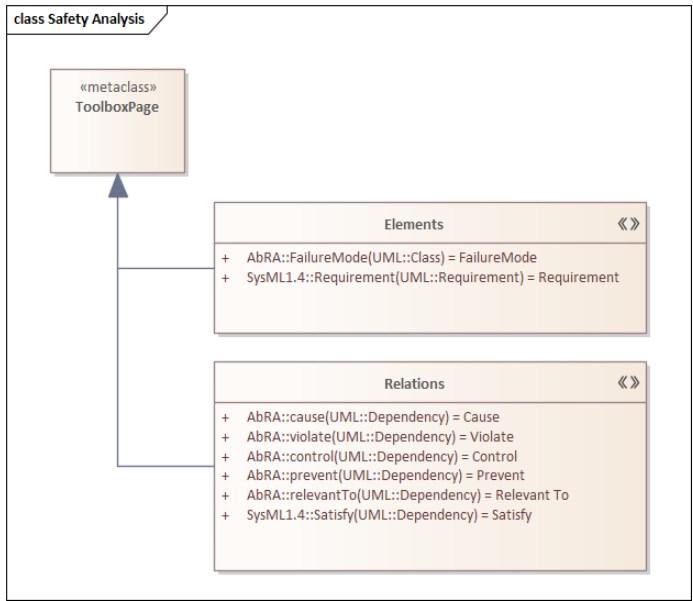 class Safety Analysis
«metaclass»
ToolboxPage
Elements
+ AbRA::FailureMode(UML::Class) = FailureMode
+ SysML1.4::Requirement(UML::Requirement) = Requirement
Relations
+ AbRA::cause(UML::Dependency) = Cause
+ AbRA::violate(UML::Dependency) = Violate
+ AbRA::control(UML::Dependency) = Control
+ AbRA::prevent(UML::Dependency) = Prevent
+ AbRA::relevantTo(UML::Dependency) = Relevant To
+ SysML1.4::Satisfy(UML::Dependency) = Satisfy